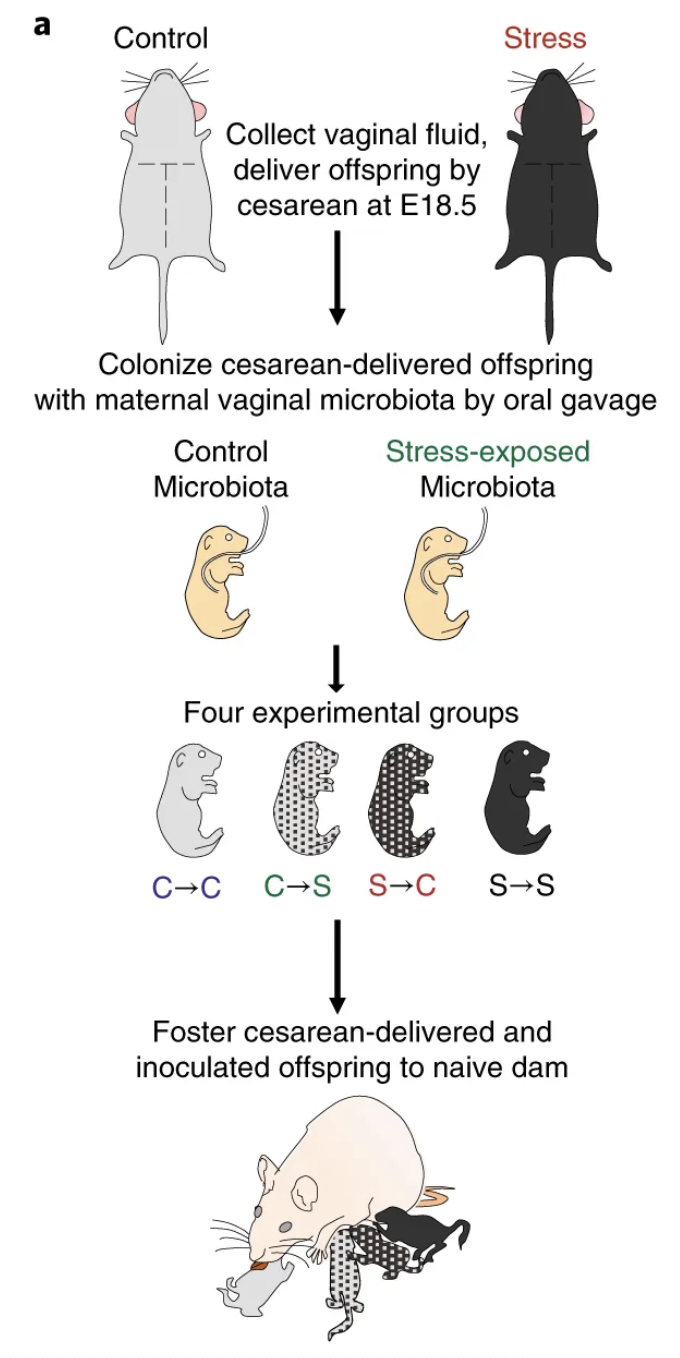 a
Control
Stress
Collect vaginal fluid,
deliver offspring by
cesarean at E18.5
Colonize cesarean-delivered offspring
with maternal vaginal microbiota by oral gavage
Control
Microbiota
Stress-exposed
Microbiota
Four experimental groups
C→C
C→S
S→C
S→S
Foster cesarean-delivered and
inoculated offspring to naive dam